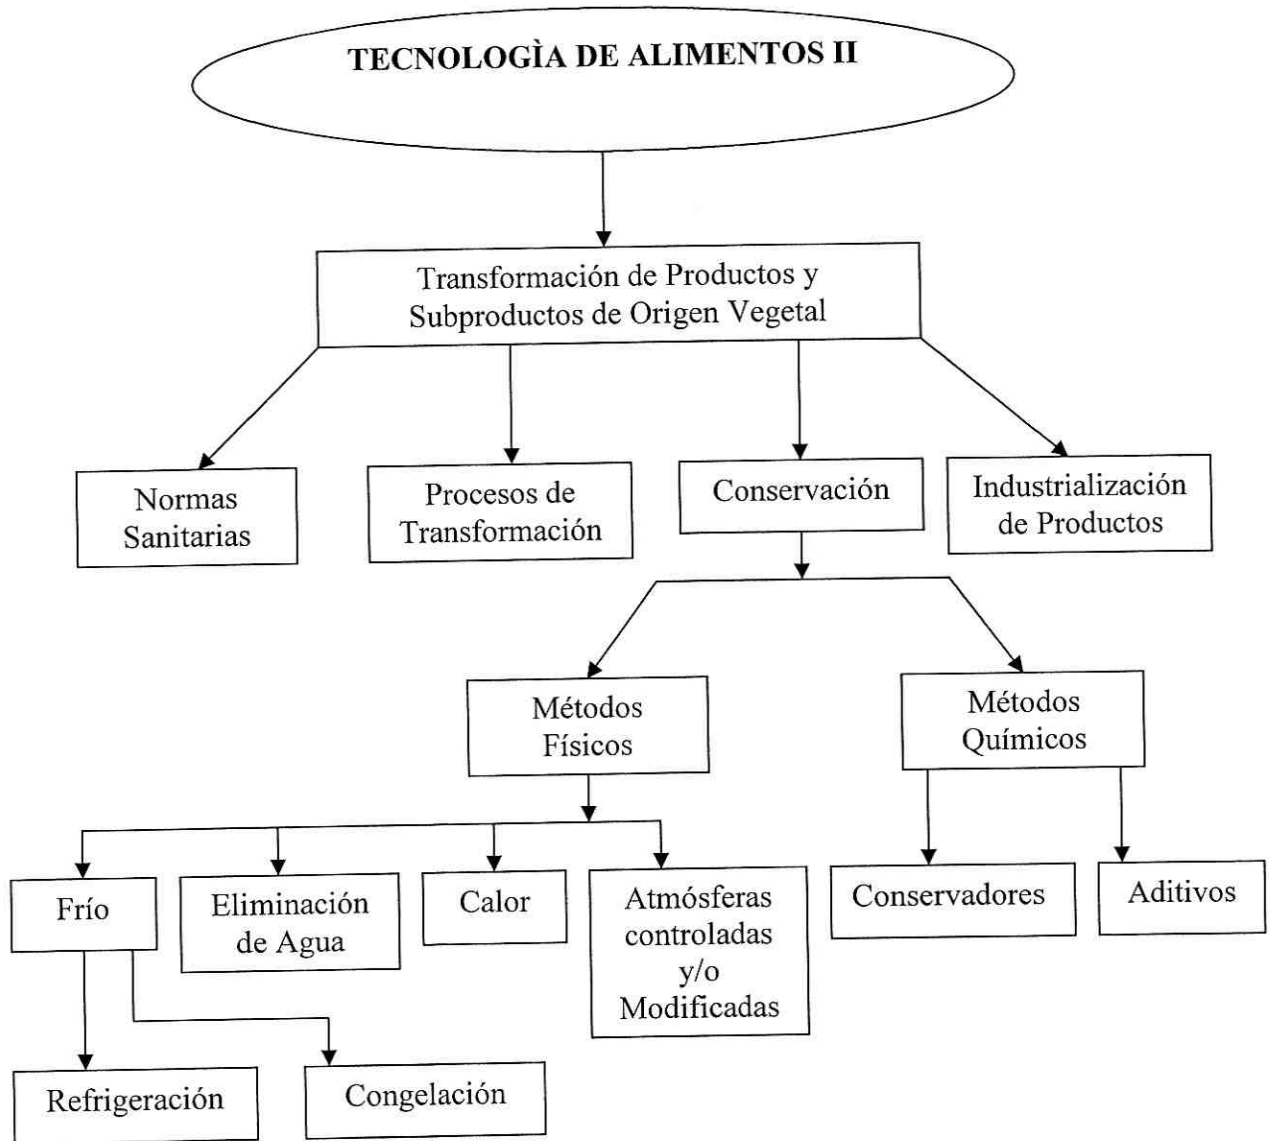 TECNOLOGÌA DE ALIMENTOS II
Transformación de Productos y
Subproductos de Origen Vegetal
Normas
Sanitarias
Procesos de
Transformación
Conservación
Industrialización
de Productos
Métodos
Físicos
Métodos
Químicos
Frío
Eliminación
de Agua
Calor
Atmósferas
controladas
y/o
Modificadas
Conservadores
Aditivos
Refrigeración
Congelación